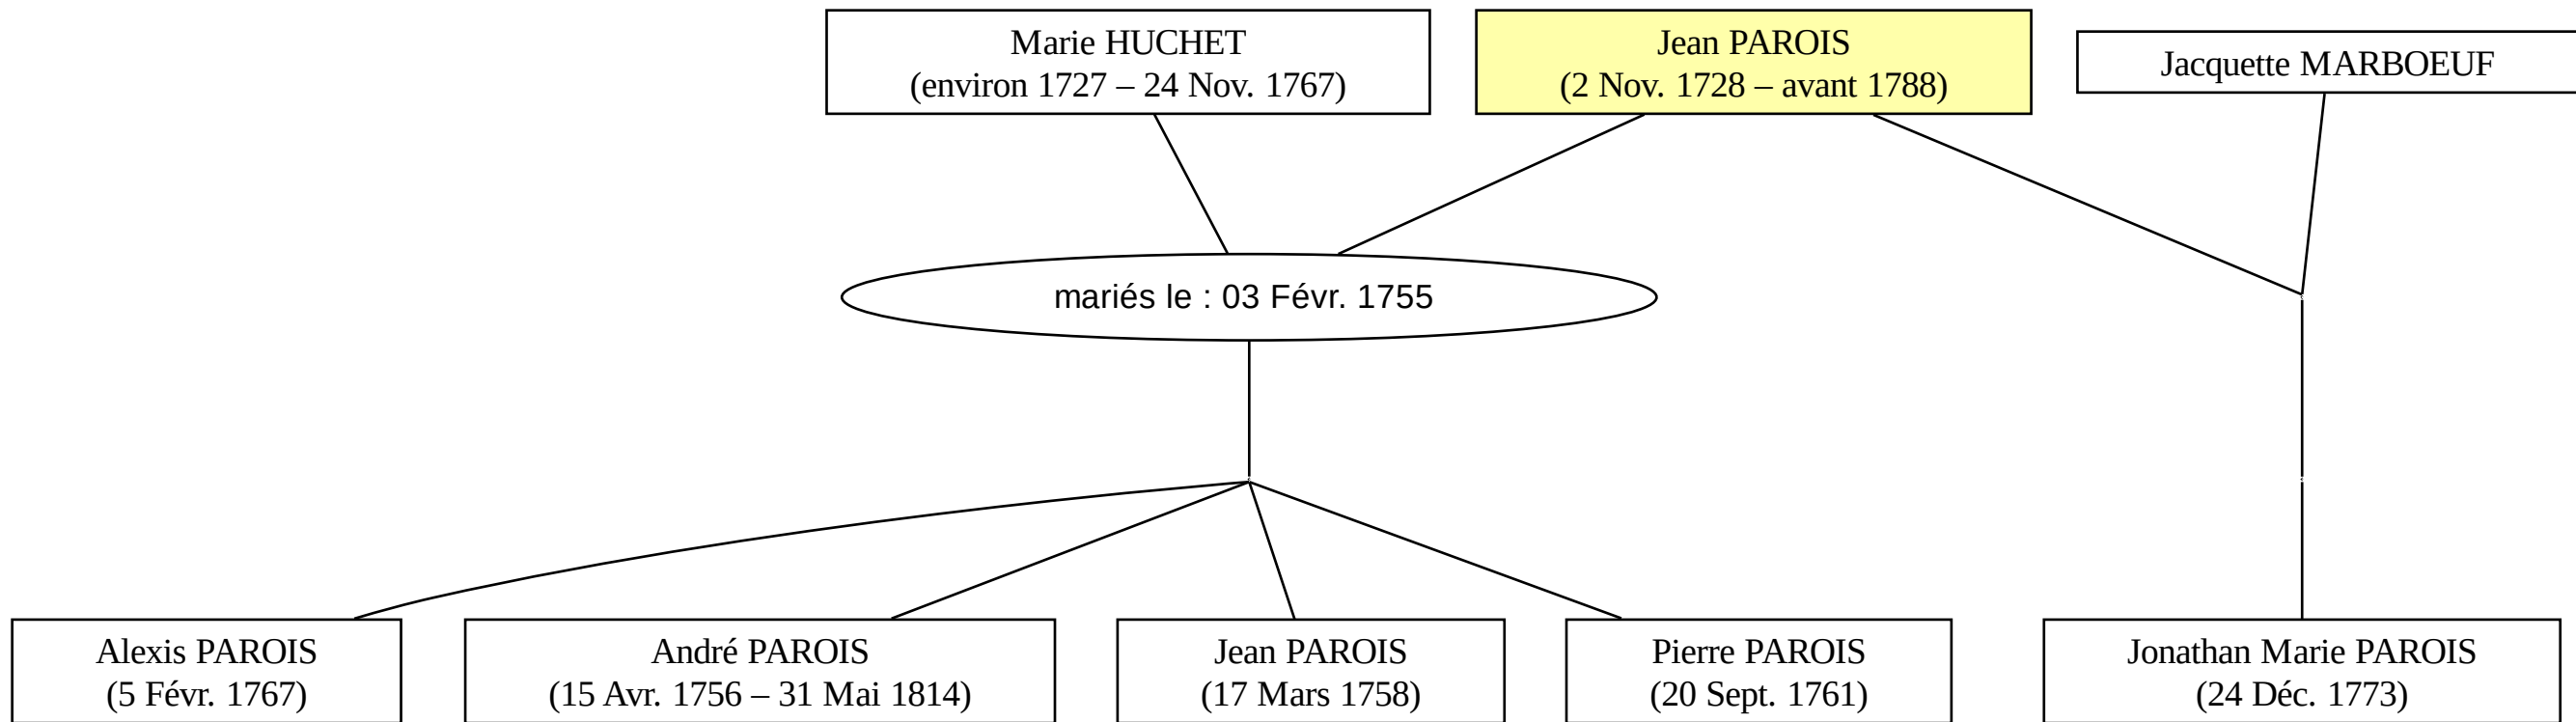 Marie HUCHET
(environ 1727 – 24 Nov. 1767)
Jean PAROIS
(2 Nov. 1728 – avant 1788)
Jacquette MARBOEUF
mariés le : 03 Févr. 1755
Alexis PAROIS
(5 Févr. 1767)
André PAROIS
(15 Avr. 1756 – 31 Mai 1814)
Jean PAROIS
(17 Mars 1758)
Pierre PAROIS
(20 Sept. 1761)
Jonathan Marie PAROIS
(24 Déc. 1773)